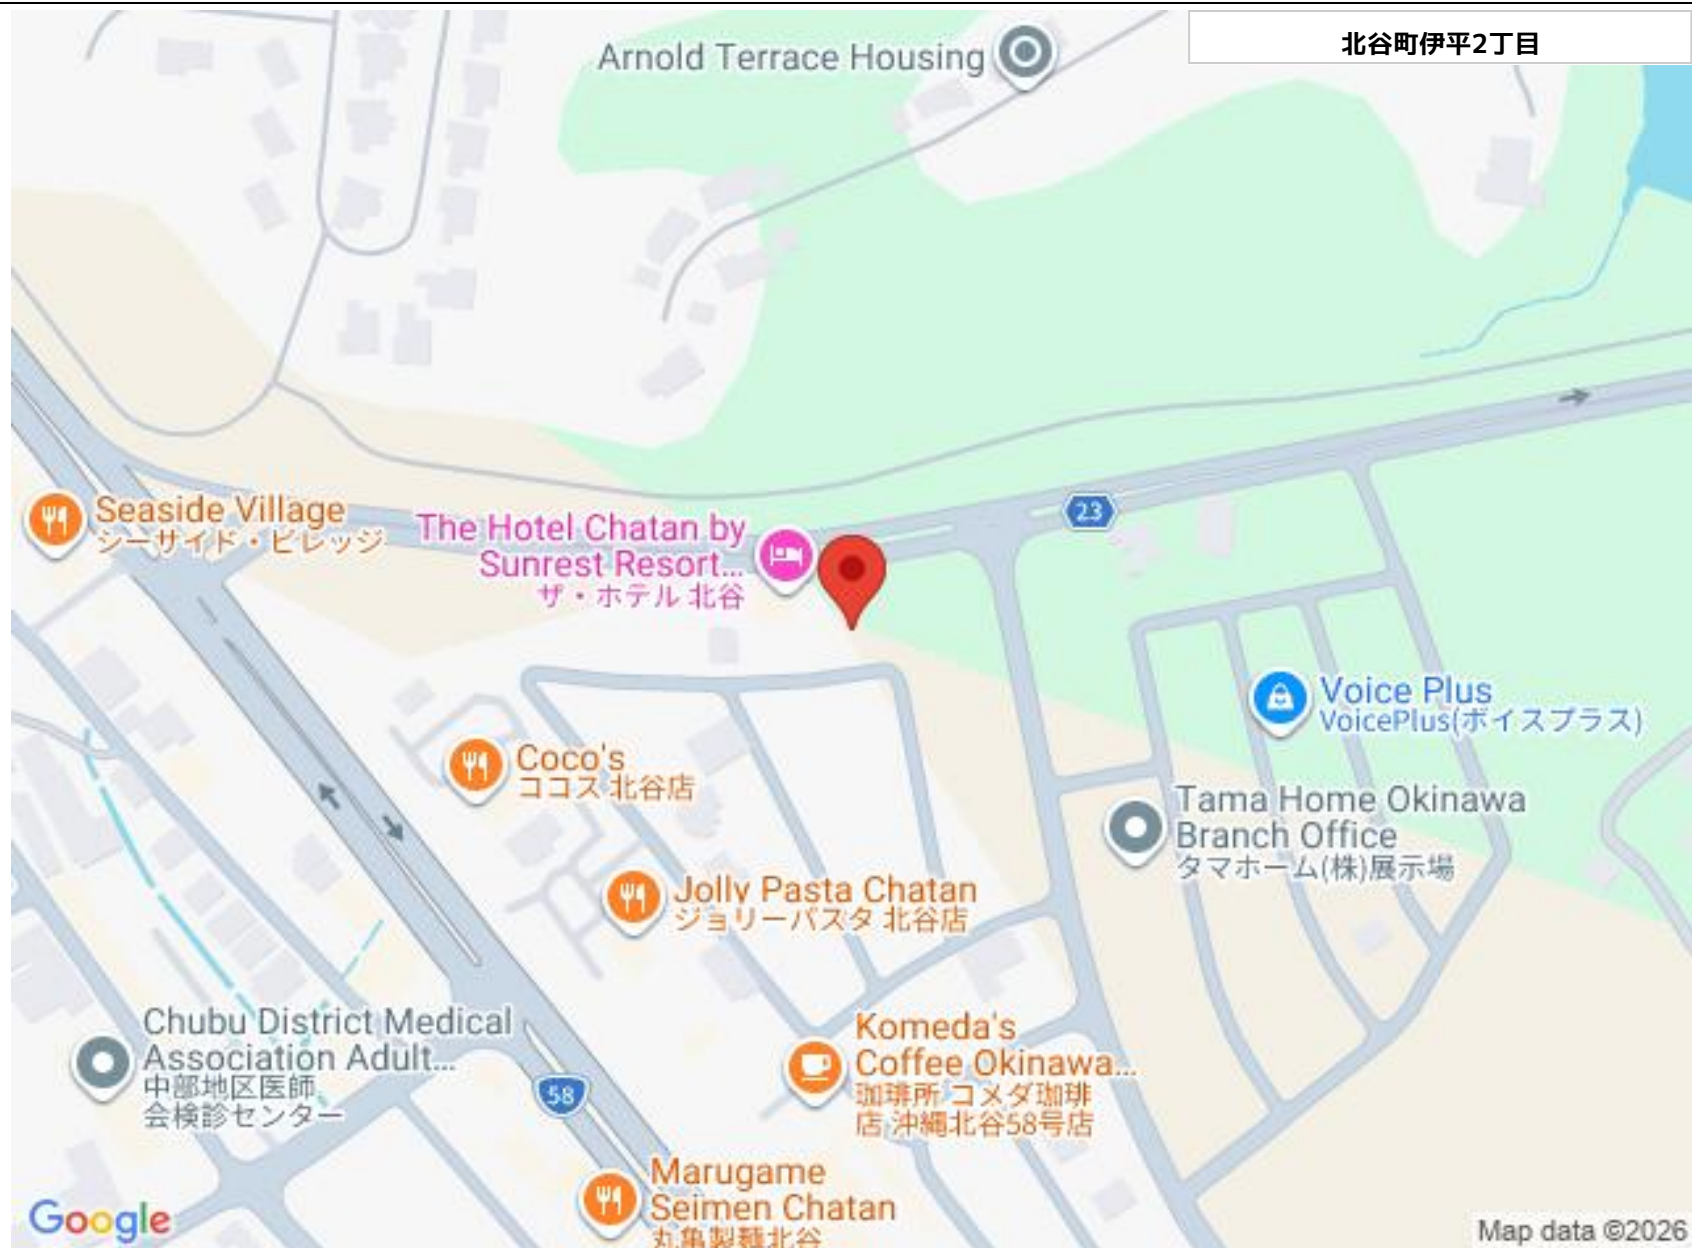 北谷町伊平2丁目
Arnold Terrace Housing
Seaside Village
シーサイド・ビレッジ
The Hotel Chatan by
Sunrest Resort...
ザ・ホテル 北谷
23
Voice Plus
VoicePlus(ボイスプラス)
Coco's
ココス 北谷店
Tama Home Okinawa
Branch Office
タマホーム(株)展示場
Jolly Pasta Chatan
ジョリーパスタ 北谷店
Chubu District Medical
Association Adult...
中部地区医師
会検診センター
58
Komeda's
Coffee Okinawa...
珈琲所 コメダ珈琲
店 沖縄北谷58号店
Marugame
Seimen Chatan
丸亀製麺北谷
Google
Map data ©2026